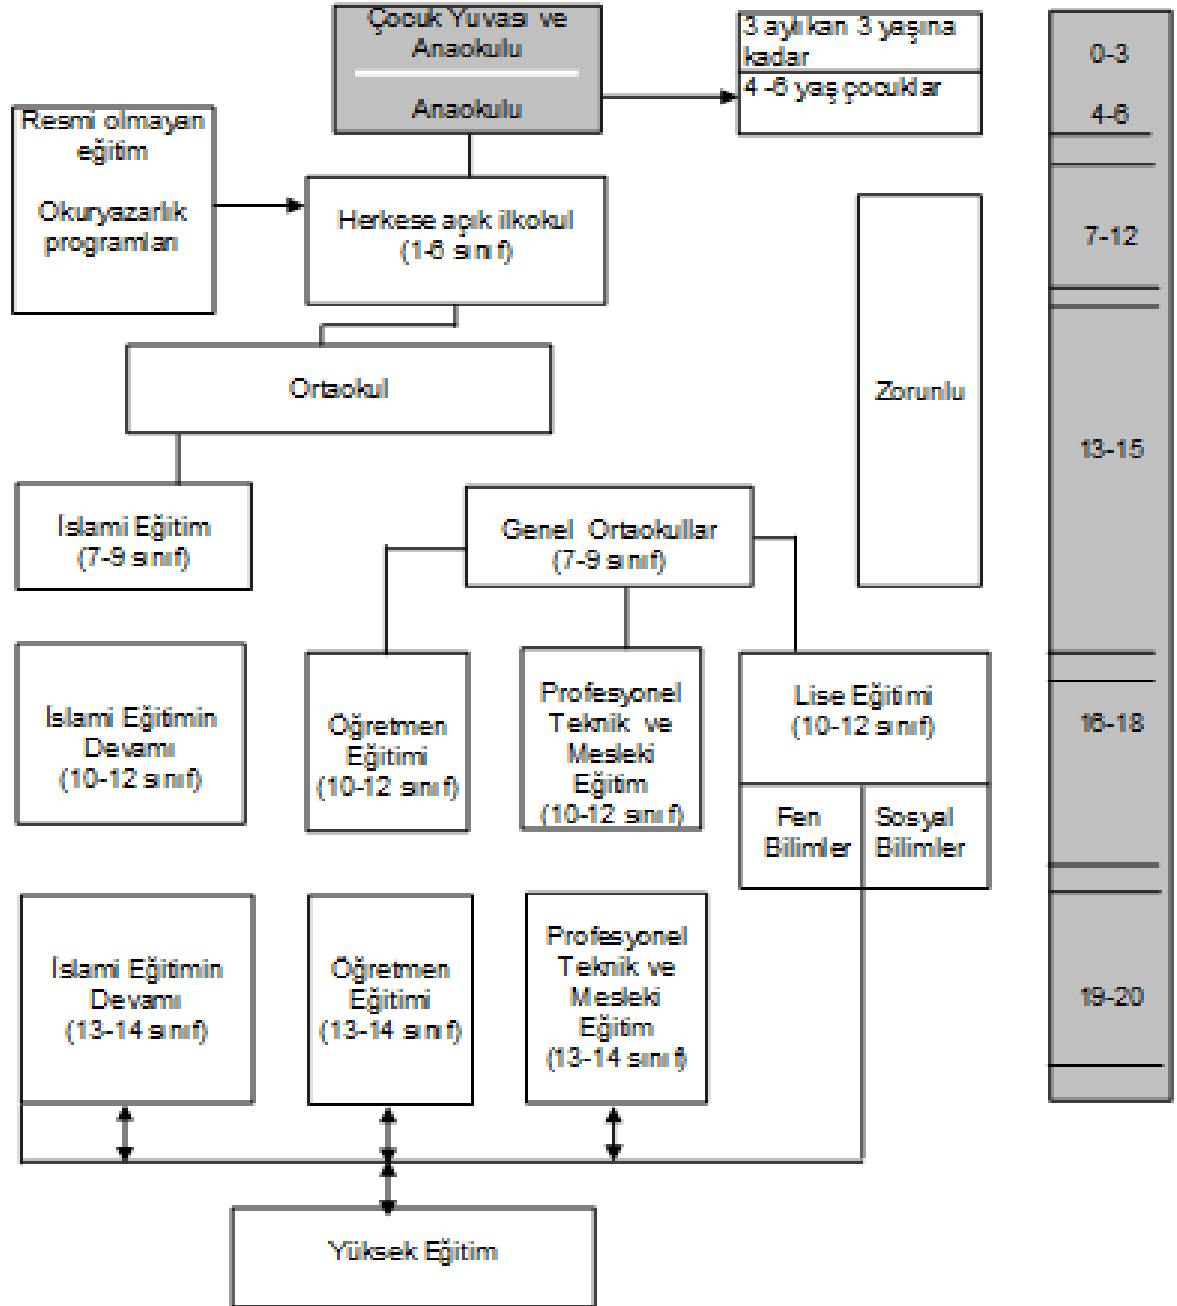 Çocuk Yuvası ve
Anaokulu
Anaokulu
3 aylıkan 3 yaşına
kadar
4 -6 yaş çocuklar
0-3
4-6
Resmi olmayan
eğitim
Okuryazarlık
programları
Herkese açık ilkokul
(1-6 sınıf)
7-12
Ortaokul
Zorunlu
13-15
İslami Eğitim
(7-9 sınıf)
Genel Ortaokullar
(7-9 sınıf)
İslami Eğitimin
Devamı
(10-12 sınıf)
Öğretmen
Eğitimi
(10-12 sınıf)
Profesyonel
Teknik ve
Mesleki
Eğitim
(10-12 sınıf)
Lise Eğitimi
(10-12 sınıf)
Fen
Bilimler
Sosyal
Bilimler
16-18
İslami Eğitimin
Devamı
(13-14 sınıf)
Öğretmen
Eğitimi
(13-14 sınıf)
Profesyonel
Teknik ve
Mesleki
Eğitim
(13-14 sınıf)
19-20
Yüksek Eğitim